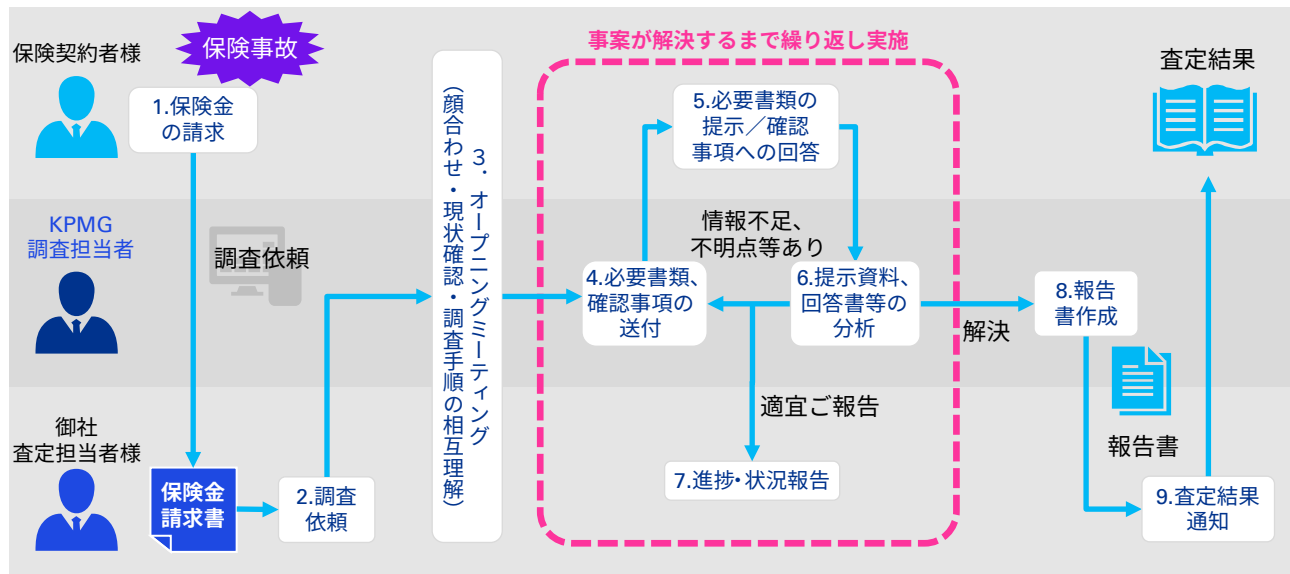 保険契約者様
保険事故
1.保険金
の請求
KPMG
調査担当者
調査依頼
御社
査定担当者様
保険金
請求書
2.調査
依頼
3．オープニングミーティング
（顔合わせ・現状確認・調査手順の相互理解）
事案が解決するまで繰り返し実施
5.必要書類の
提示／確認
事項への回答
情報不足、
不明点等あり
4.必要書類、
確認事項の
送付
6.提示資料、
回答書等の
分析
適宜ご報告
7.進捗・状況報告
解決
8.報告
書作成
報告書
9.査定結果
通知
査定結果